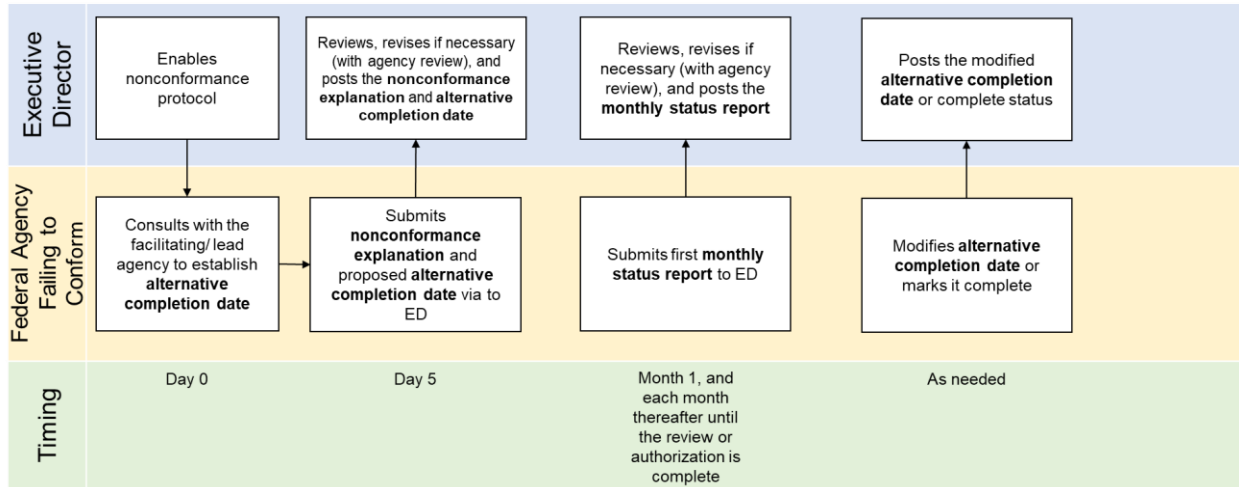 Executive
Director
Enables
nonconformance
protocol
Reviews, revises if necessary
(with agency review), and
posts the nonconformance
explanation and alternative
completion date
Reviews, revises if
necessary (with agency
review), and posts the
monthly status report
Posts the modified
alternative completion
date or complete status
Federal Agency
Failing to
Conform
Consults with the
facilitating/ lead
agency to establish
alternative
completion date
Submits
nonconformance
explanation and
proposed alternative
completion date via to
ED
Submits first monthly
status report to ED
Modifies alternative
completion date or
marks it complete
Timing
Day 0
Day 5
Month 1, and
each month
thereafter until
the review or
authorization is
complete
As needed